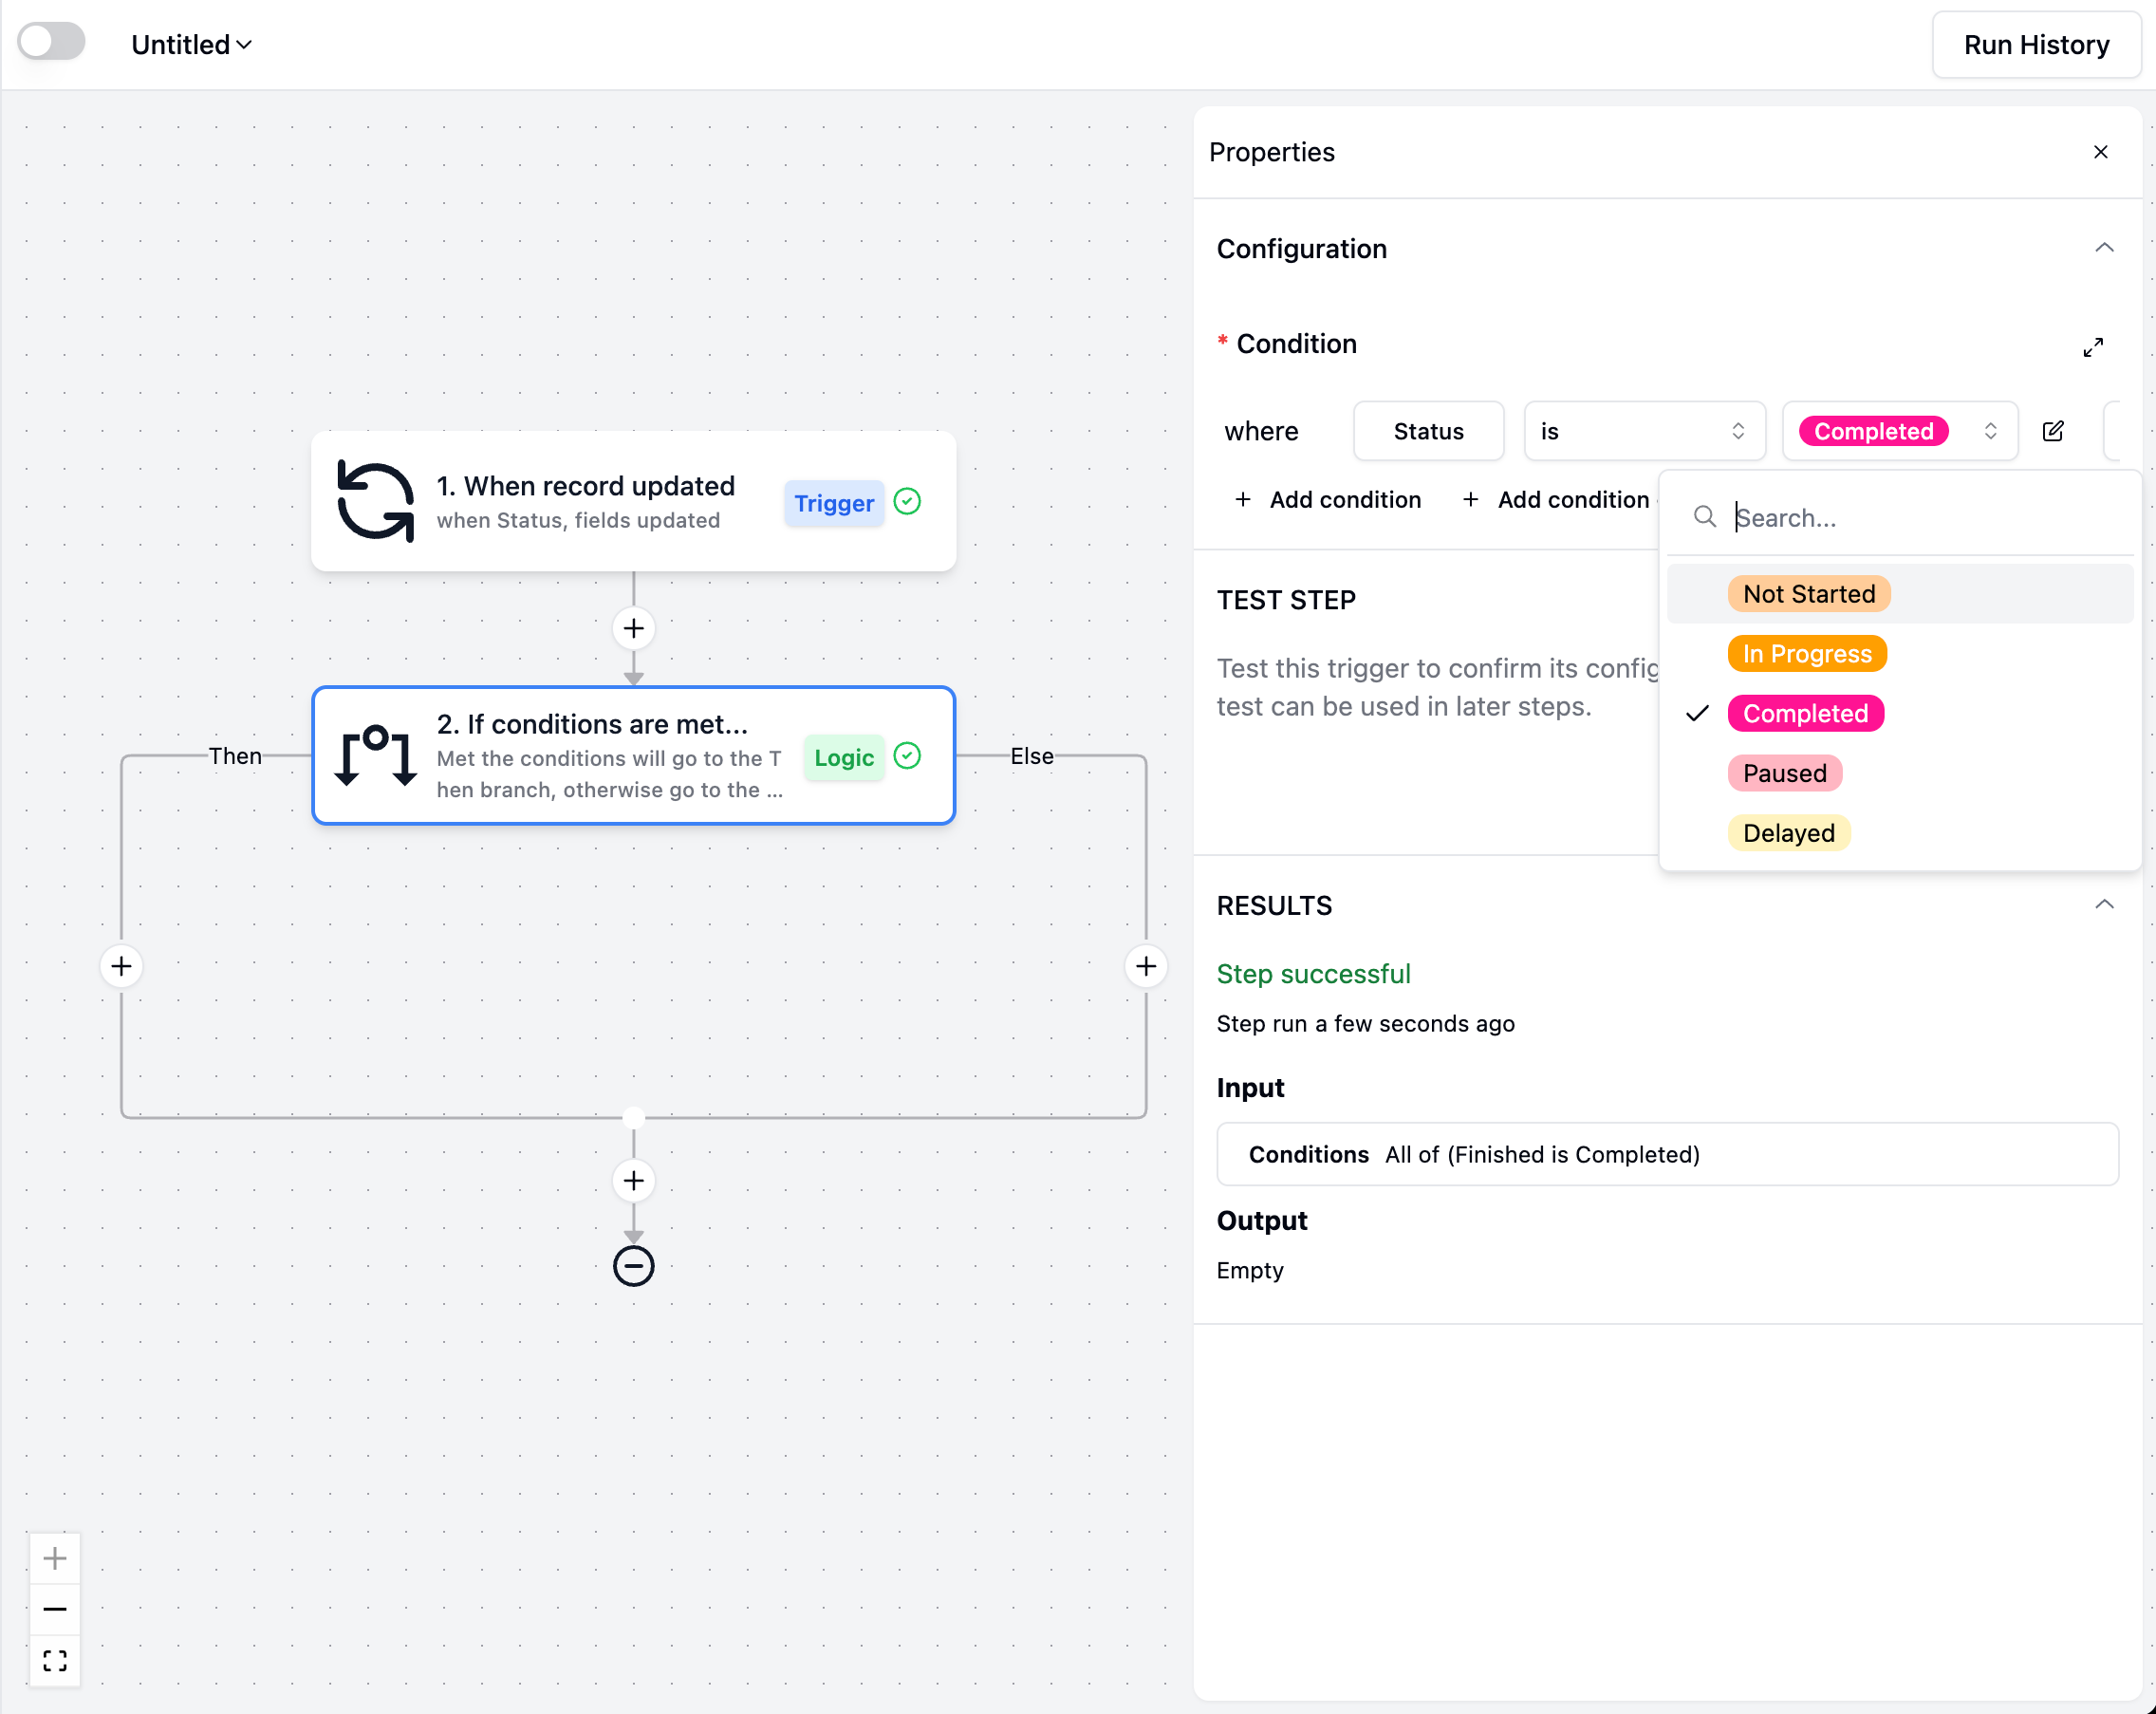 Untitled
Run History
Properties
Configuration
* Condition
where Status is Completed
+ Add condition + Add condition
Search...
Not Started
In Progress
Completed
Paused
Delayed
TEST STEP
Test this trigger to confirm its config
test can be used in later steps.
RESULTS
Step successful
Step run a few seconds ago
Input
Conditions All of (Finished is Completed)
Output
Empty
1. When record updated
when Status, fields updated
Trigger
2. If conditions are met...
Met the conditions will go to the T
hen branch, otherwise go to the ...
Logic
Then
Else